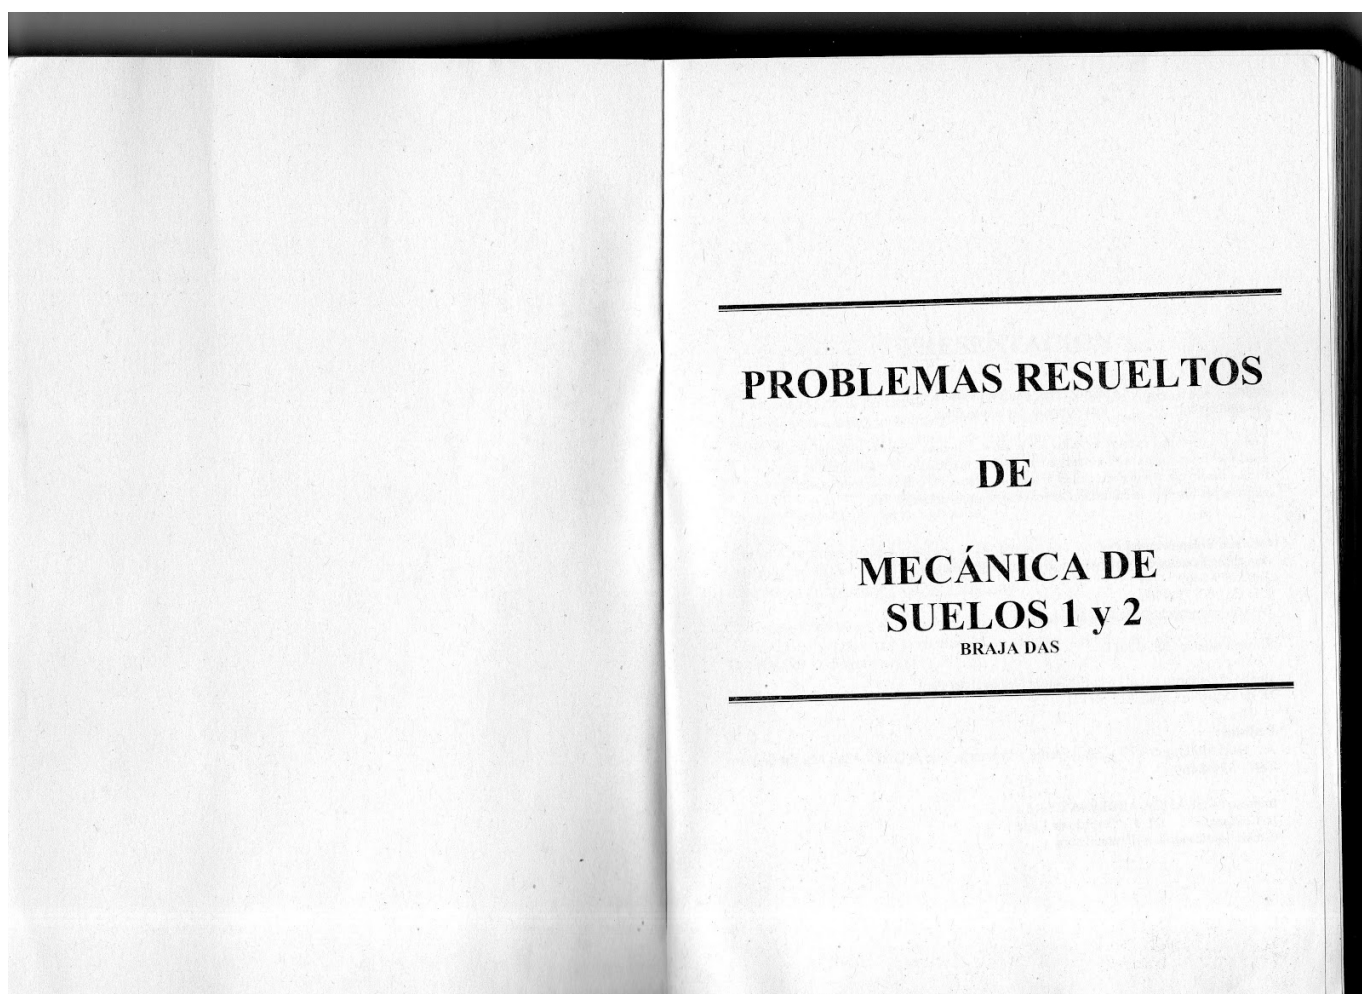 PROBLEMAS RESUELTOS
DE
MECÁNICA DE
SUELOS 1 y 2
BRAJA DAS